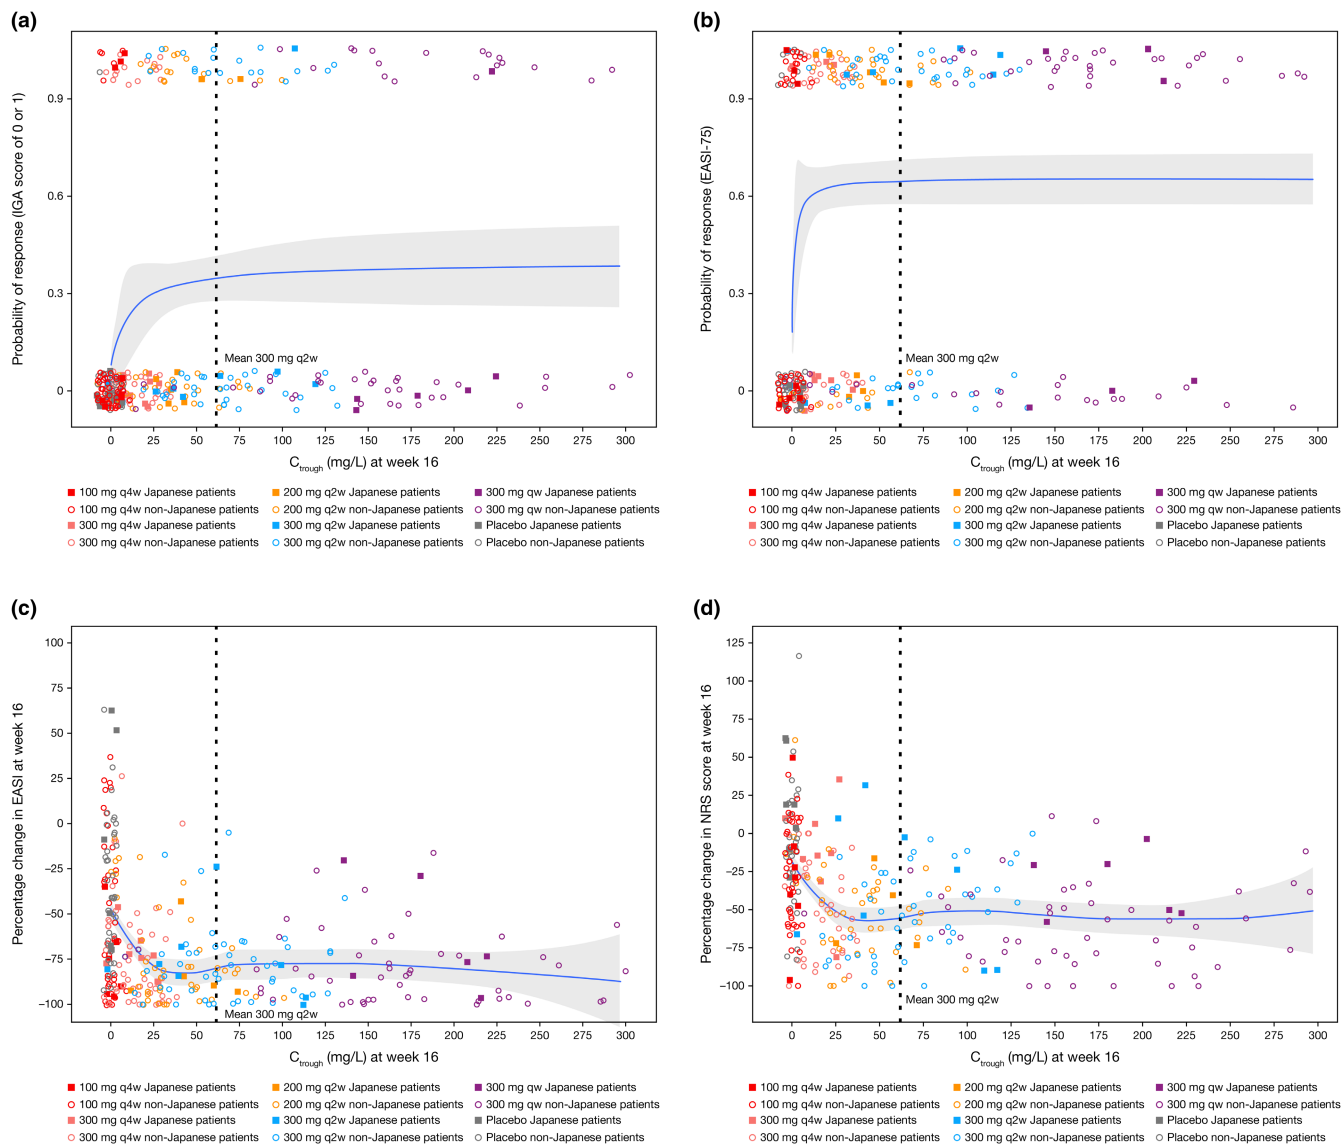 (a)
Probability of response (IGA score of 0 or 1)
0.9
0.6
0.3
0
Mean 300 mg q2w
0 25 50 75 100 125 150 175 200 225 250 275 300
Ctrough (mg/L) at week 16
100 mg q4w Japanese patients 200 mg q2w Japanese patients 300 mg qw Japanese patients
100 mg q4w non-Japanese patients 200 mg q2w non-Japanese patients 300 mg qw non-Japanese patients
300 mg q4w Japanese patients 300 mg q2w Japanese patients Placebo Japanese patients
300 mg q4w non-Japanese patients 300 mg q2w non-Japanese patients Placebo non-Japanese patients
(b)
Probability of response (EASI-75)
0.9
0.6
0.3
0
Mean 300 mg q2w
0 25 50 75 100 125 150 175 200 225 250 275 300
Ctrough (mg/L) at week 16
100 mg q4w Japanese patients 200 mg q2w Japanese patients 300 mg qw Japanese patients
100 mg q4w non-Japanese patients 200 mg q2w non-Japanese patients 300 mg qw non-Japanese patients
300 mg q4w Japanese patients 300 mg q2w Japanese patients Placebo Japanese patients
300 mg q4w non-Japanese patients 300 mg q2w non-Japanese patients Placebo non-Japanese patients
(c)
Percentage change in EASI at week 16
100
75
50
25
0
−25
−50
−75
−100
Mean 300 mg q2w
0 25 50 75 100 125 150 175 200 225 250 275 300
Ctrough (mg/L) at week 16
100 mg q4w Japanese patients 200 mg q2w Japanese patients 300 mg qw Japanese patients
100 mg q4w non-Japanese patients 200 mg q2w non-Japanese patients 300 mg qw non-Japanese patients
300 mg q4w Japanese patients 300 mg q2w Japanese patients Placebo Japanese patients
300 mg q4w non-Japanese patients 300 mg q2w non-Japanese patients Placebo non-Japanese patients
(d)
Percentage change in NRS score at week 16
125
100
75
50
25
0
−25
−50
−75
−100
Mean 300 mg q2w
0 25 50 75 100 125 150 175 200 225 250 275 300
Ctrough (mg/L) at week 16
100 mg q4w Japanese patients 200 mg q2w Japanese patients 300 mg qw Japanese patients
100 mg q4w non-Japanese patients 200 mg q2w non-Japanese patients 300 mg qw non-Japanese patients
300 mg q4w Japanese patients 300 mg q2w Japanese patients Placebo Japanese patients
300 mg q4w non-Japanese patients 300 mg q2w non-Japanese patients Placebo non-Japanese patients